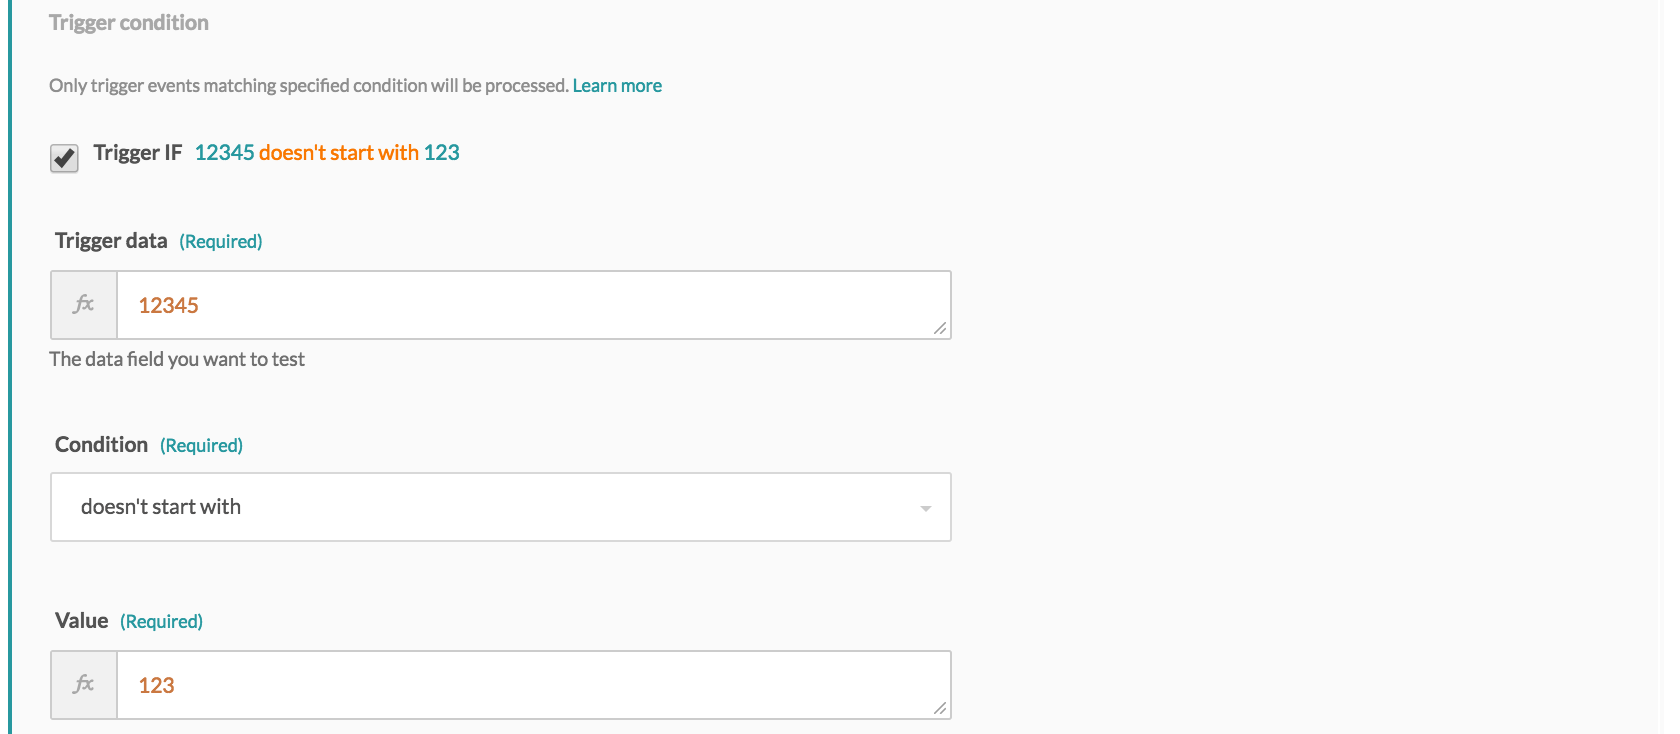 Trigger condition
Only trigger events matching specified condition will be processed. Learn more
Trigger IF 12345 doesn't start with 123
Trigger data (Required)
fx 12345
The data field you want to test
Condition (Required)
doesn't start with
Value (Required)
fx 123